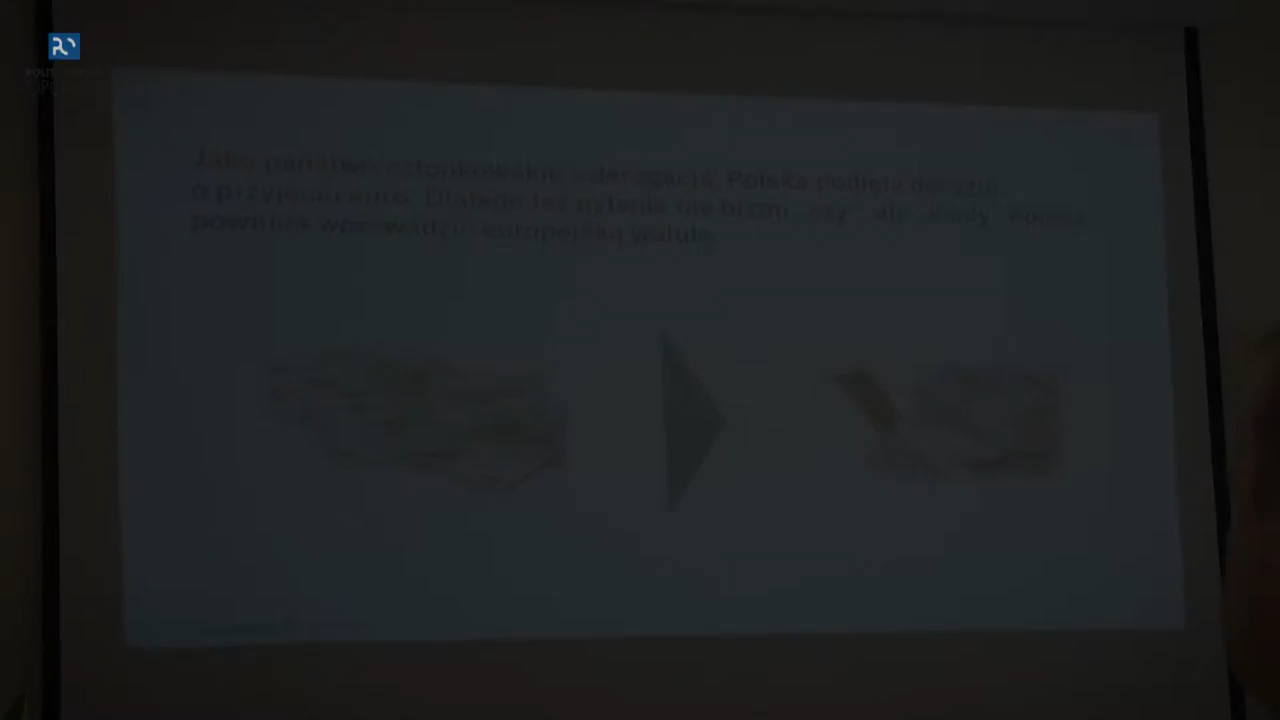 Jako państwo członkowskie z derogacją, Polska podjęła decyzję
o przyjęciu euro. Dlatego też pytanie nie brzmi „czy” ale „kiedy” Polska
powinna wprowadzić europejską walutę.